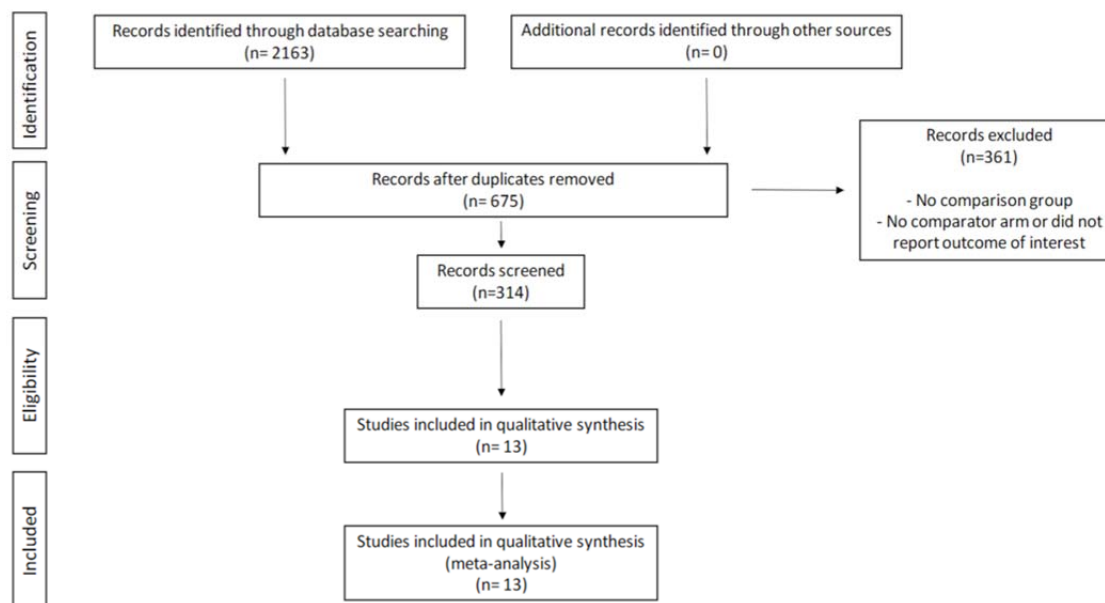 Identification
Records identified through database searching
(n= 2163)
Additional records identified through other sources
(n= 0)
Records excluded
(n=361)
- No comparison group
- No comparator arm or did not
report outcome of interest
Screening
Records after duplicates removed
(n= 675)
Records screened
(n=314)
Eligibility
Studies included in qualitative synthesis
(n= 13)
Included
Studies included in qualitative synthesis
(meta-analysis)
(n= 13)